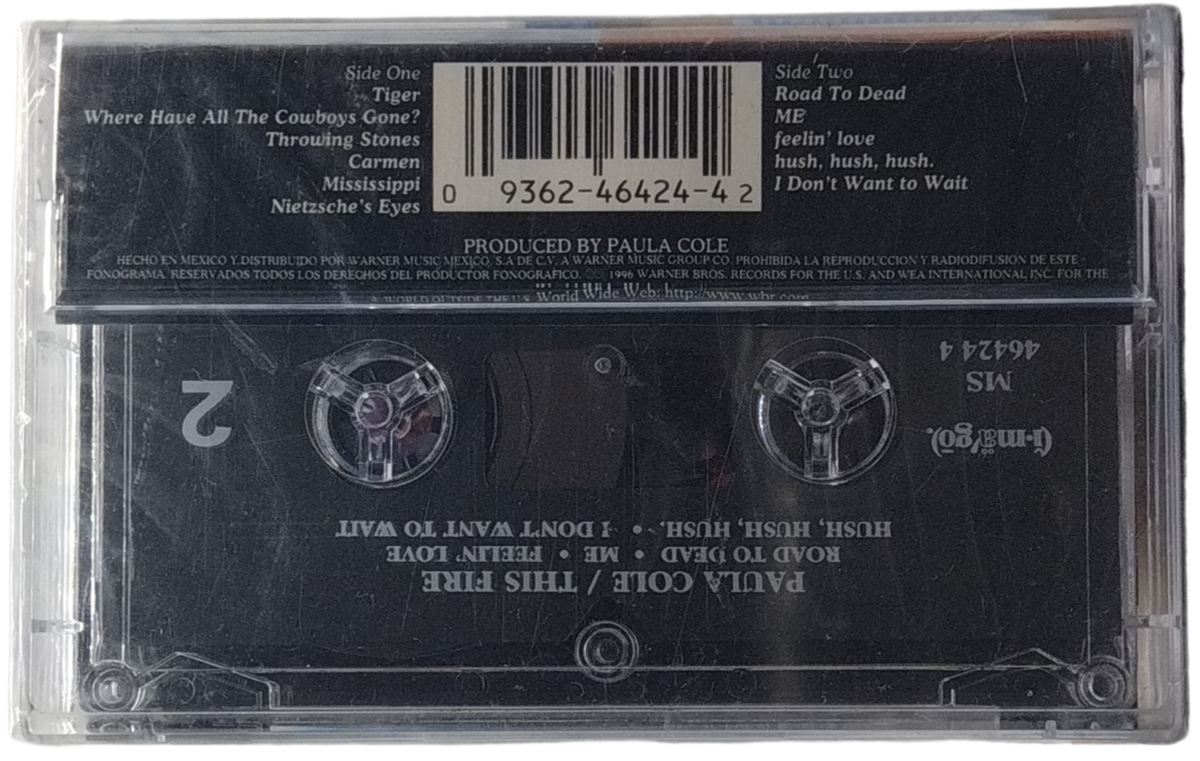 Side One
Tiger
Where Have All The Cowboys Gone?
Throwing Stones
Carmen
Mississippi
Nietzsche's Eyes
0 9362-46424-4 2
Side Two
Road To Dead
ME
feelin' love
hush, hush, hush.
I Don't Want to Wait
PRODUCED BY PAULA COLE
HECHO EN MEXICO Y DISTRIBUIDO POR WARNER MUSIC MEXICO, S.A DE C.V. A WARNER MUSIC GROUP CO. PROHIBIDA LA REPRODUCCION Y RADIODIFUSION DE ESTE
FONOGRAMA. RESERVADOS TODOS LOS DERECHOS DEL PRODUCTOR FONOGRAFICO. 1996 WARNER BROS. RECORDS FOR THE U.S. AND WEA INTERNATIONAL INC. FOR THE
WORLD OUTSIDE THE U.S. World Wide Web: http://www.wbr.com
PAULA COLE / THIS FIRE
ROAD TO DEAD • ME • FEELIN' LOVE
HUSH, HUSH, HUSH. • I DON'T WANT TO WAIT
(i·mä'gō).
2
MS
46424 4